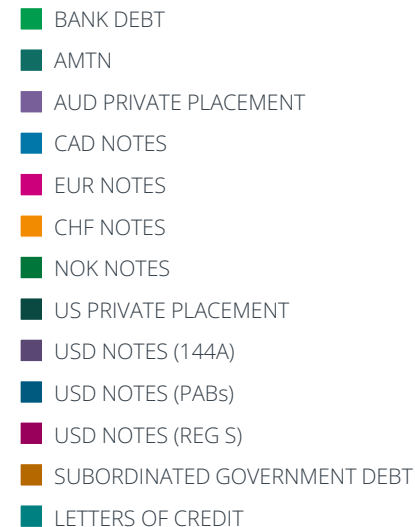 BANK DEBT
AMTN
AUD PRIVATE PLACEMENT
CAD NOTES
EUR NOTES
CHF NOTES
NOK NOTES
US PRIVATE PLACEMENT
USD NOTES (144A)
USD NOTES (PABs)
USD NOTES (REG S)
SUBORDINATED GOVERNMENT DEBT
LETTERS OF CREDIT